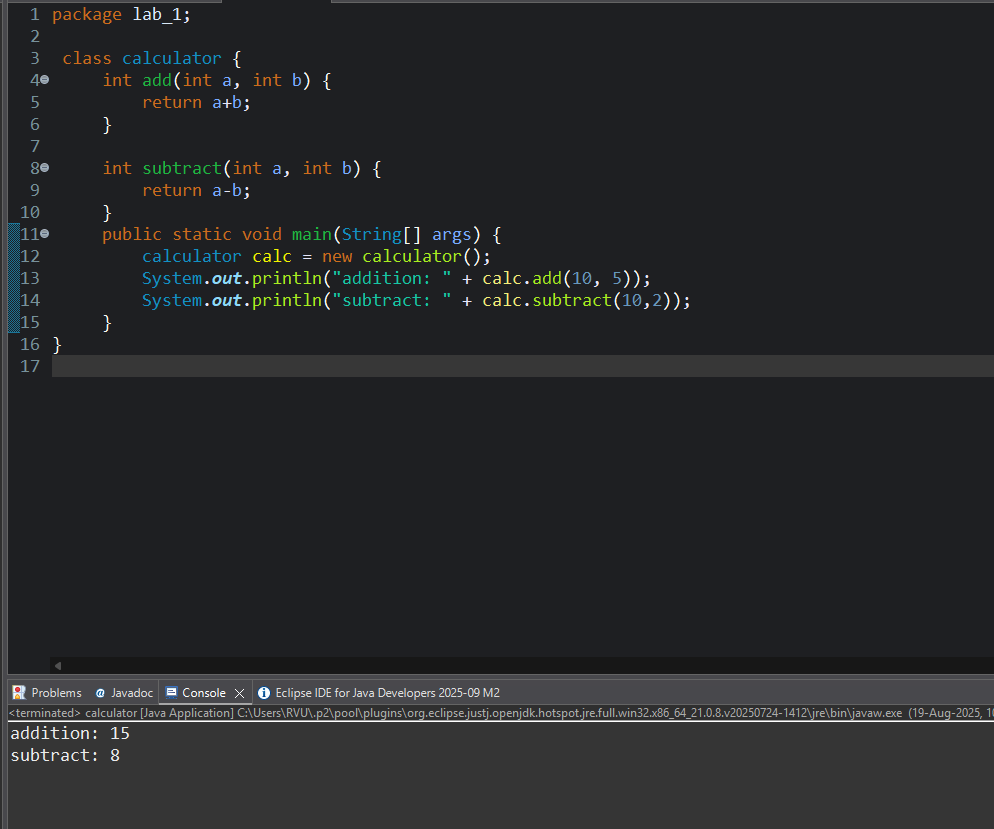 1 package lab_1;
2
3 class calculator {
4 int add(int a, int b) {
5 return a+b;
6 }
7
8 int subtract(int a, int b) {
9 return a-b;
10 }
11 public static void main(String[] args) {
12 calculator calc = new calculator();
13 System.out.println("addition: " + calc.add(10, 5));
14 System.out.println("subtract: " + calc.subtract(10,2));
15 }
16 }
17
Problems @ Javadoc Console Eclipse IDE for Java Developers 2025-09 M2
<terminated> calculator [Java Application] C:\Users\RVU\.p2\pool\plugins\org.eclipse.justj.openjdk.hotspot.jre.full.win32.x86_64_21.0.8.v20250724-1412\jre\bin\javaw.exe (19-Aug-2025, 
addition: 15
subtract: 8